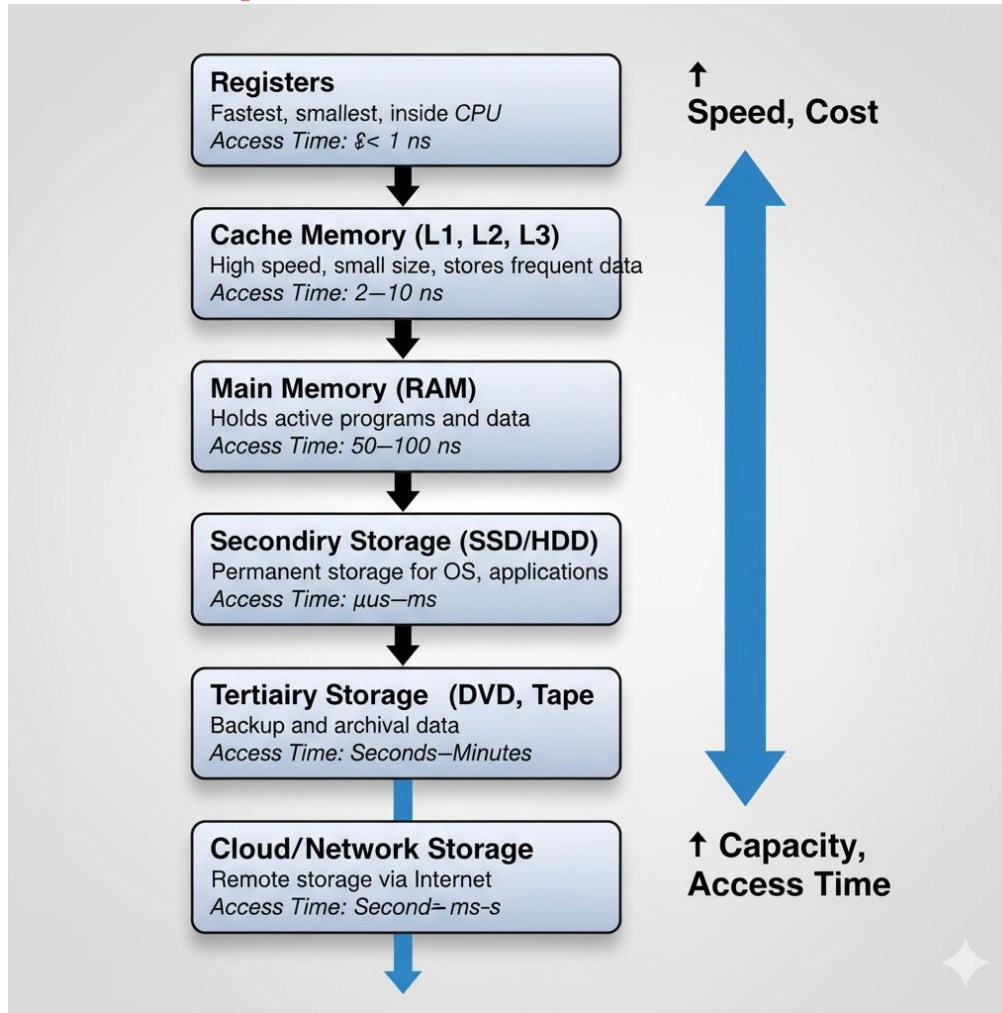 Registers
Fastest, smallest, inside CPU
Access Time: £< 1 ns
Cache Memory (L1, L2, L3)
High speed, small size, stores frequent data
Access Time: 2–10 ns
Main Memory (RAM)
Holds active programs and data
Access Time: 50–100 ns
Secondiry Storage (SSD/HDD)
Permanent storage for OS, applications
Access Time: μus–ms
Tertiairy Storage (DVD, Tape
Backup and archival data
Access Time: Seconds–Minutes
Cloud/Network Storage
Remote storage via Internet
Access Time: Second– ms-s
↑
Speed, Cost
↑ Capacity,
Access Time